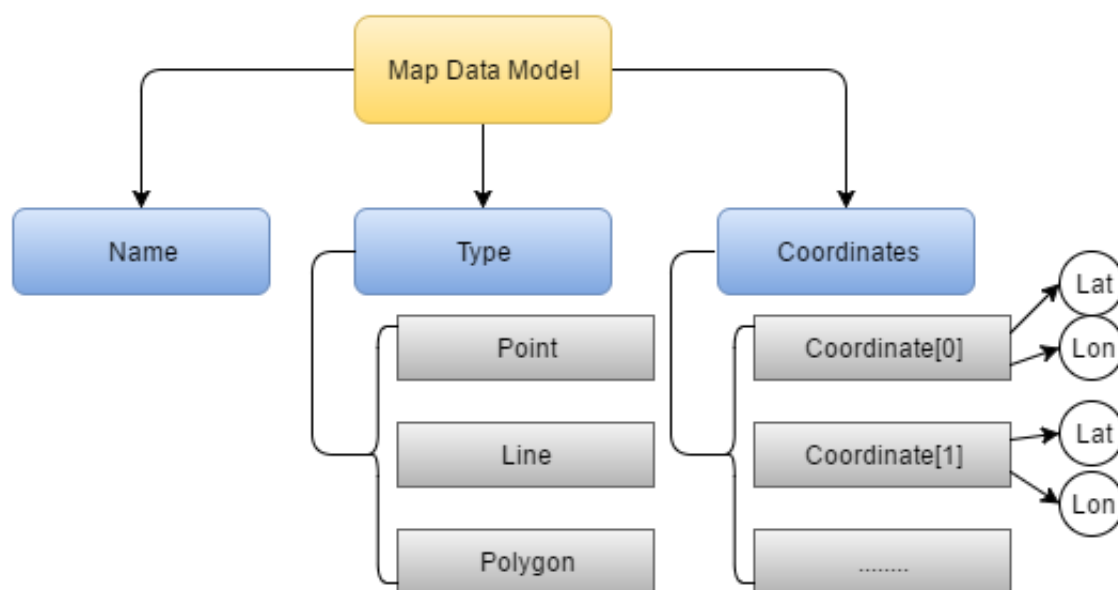 Map Data Model
Name
Type
Coordinates
Point
Line
Polygon
Coordinate[0]
Lat
Lon
Coordinate[1]
Lat
Lon
........